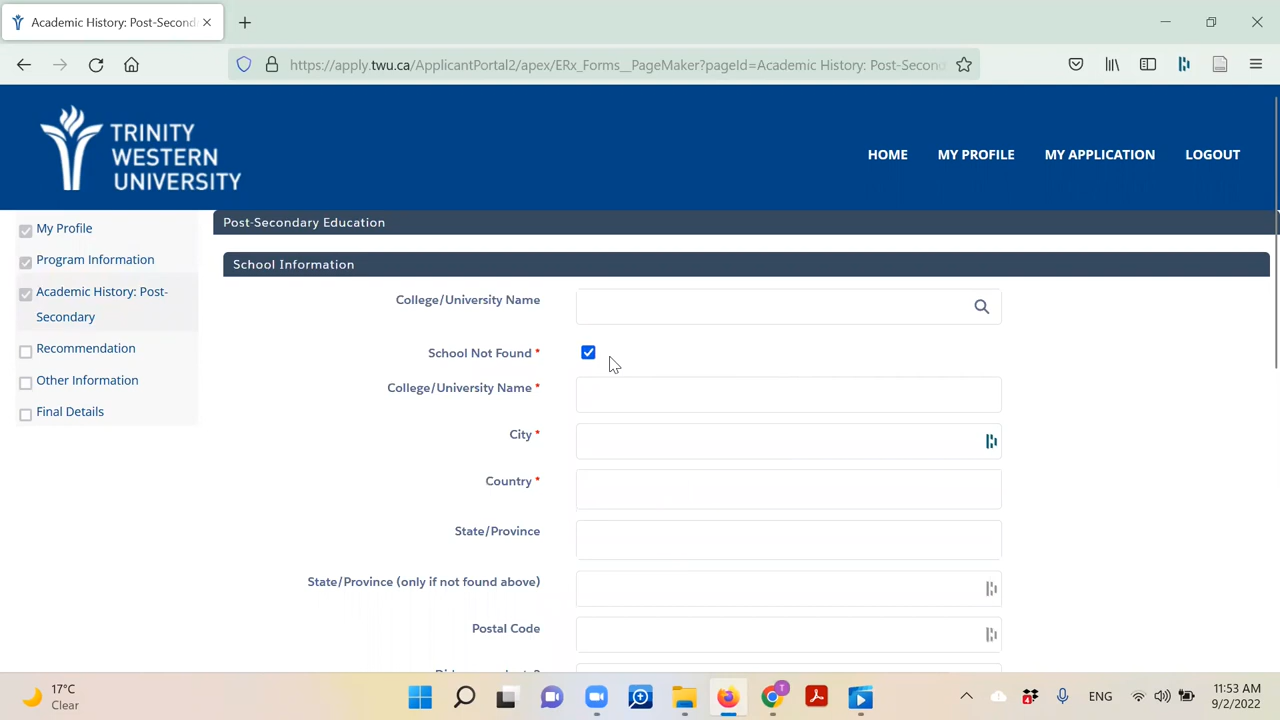 Academic History: Post-Second
https://apply.twu.ca/ApplicantPortal2/apex/ERx_Forms__PageMaker?pageId=Academic History: Post-Secon
TRINITY
WESTERN
UNIVERSITY
HOME
MY PROFILE
MY APPLICATION
LOGOUT
My Profile
Program Information
Academic History: Post-
Secondary
Recommendation
Other Information
Final Details
Post-Secondary Education
School Information
College/University Name
School Not Found *
College/University Name *
City *
Country *
State/Province
State/Province (only if not found above)
Postal Code
17°C
Clear
T
4
ENG
11:53 AM
9/2/2022